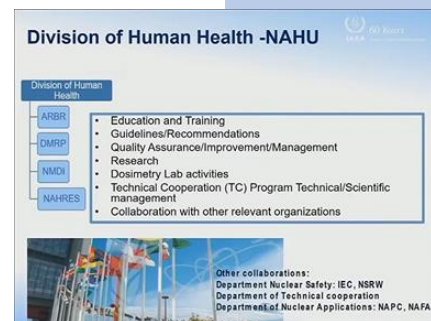 Division of Human Health -NAHU
60 Years
IAEA
Division of Human
Health
ARBR
DMRP
NMDI
NAHRES
• Education and Training
• Guidelines/Recommendations
• Quality Assurance/Improvement/Management
• Research
• Dosimetry Lab activities
• Technical Cooperation (TC) Program Technical/Scientific
management
• Collaboration with other relevant organizations
Other collaborations:
Department Nuclear Safety: IEC, NSRW
Department of Technical cooperation
Department of Nuclear Applications: NAPC, NAFA